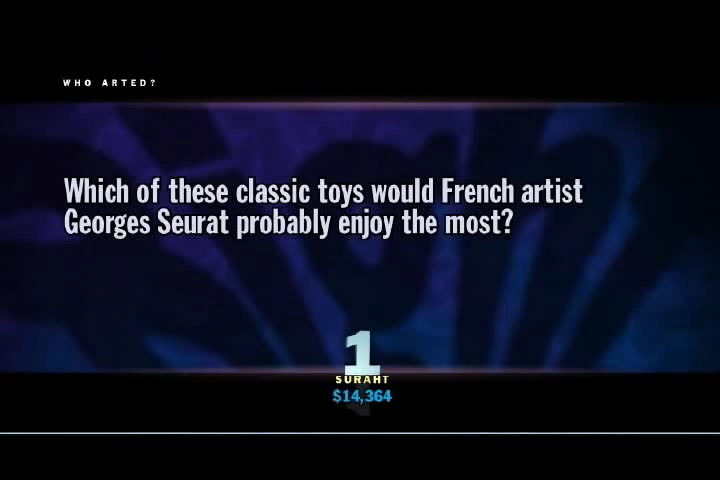 WHO ARTED?
Which of these classic toys would French artist
Georges Seurat probably enjoy the most?
1
SURAHT
$14,364